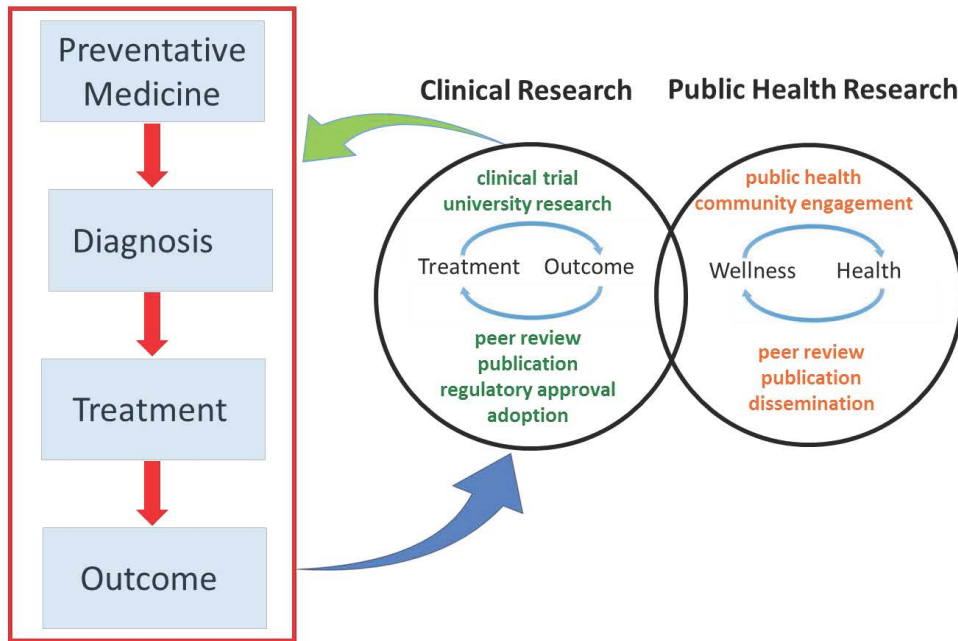 Preventative
Medicine
Diagnosis
Treatment
Outcome
Clinical Research
clinical trial
university research
Treatment
Outcome
peer review
publication
regulatory approval
adoption
Public Health Research
public health
community engagement
Wellness
Health
peer review
publication
dissemination